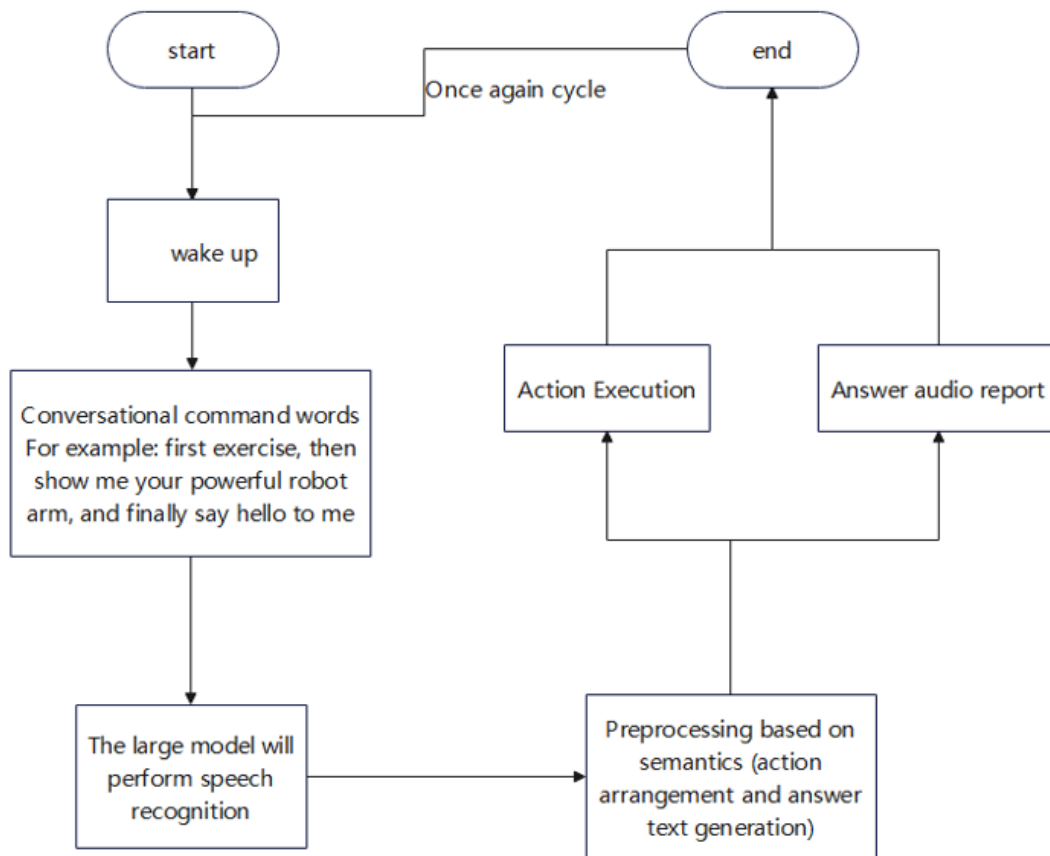 start
end
Once again cycle
wake up
Conversational command words
For example: first exercise, then
show me your powerful robot
arm, and finally say hello to me
Action Execution
Answer audio report
The large model will
perform speech
recognition
Preprocessing based on
semantics (action
arrangement and answer
text generation)